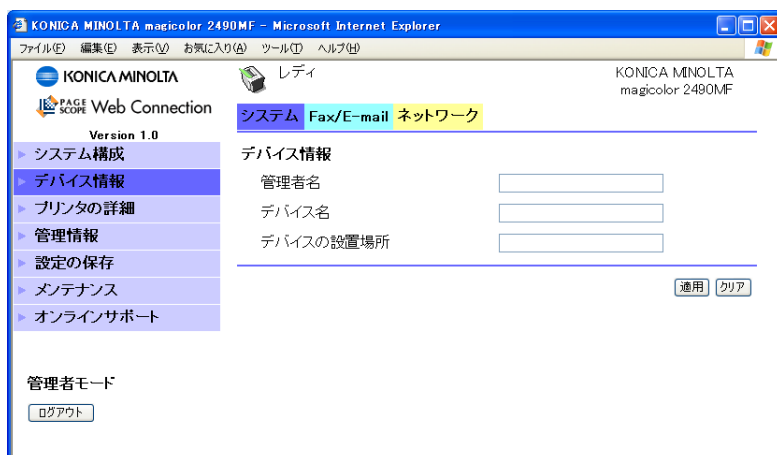 KONICA MINOLTA magicolor 2490MF - Microsoft Internet Explorer
ファイル(F) 編集(E) 表示(V) お気に入り(A) ツール(T) ヘルプ(H)
KONICA MINOLTA
PAGE SCOPE Web Connection
Version 1.0
レディ
KONICA MINOLTA
magicolor 2490MF
システム Fax/E-mail ネットワーク
システム構成
デバイス情報
プリンタの詳細
管理情報
設定の保存
メンテナンス
オンラインサポート
管理者モード
ログアウト
デバイス情報
管理者名
デバイス名
デバイスの設置場所
適用 クリア